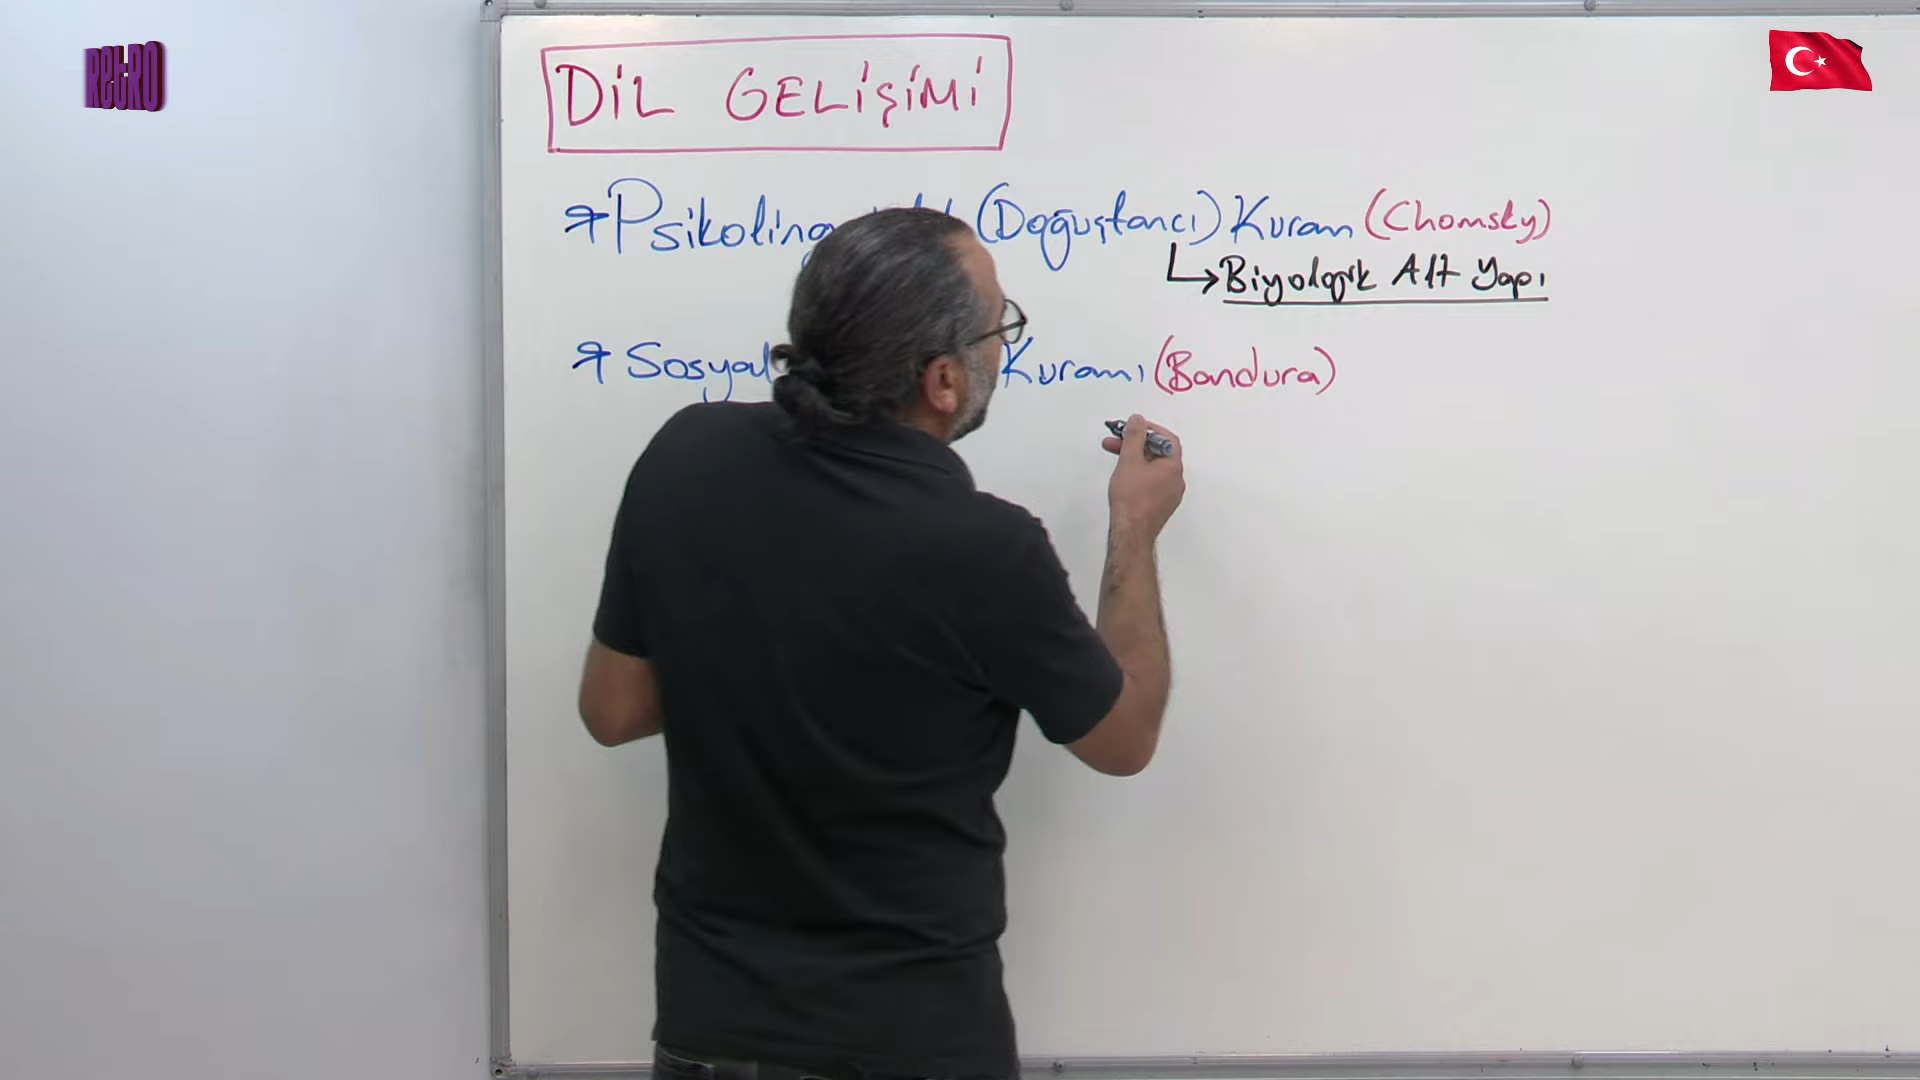 RETRO
DİL GELİŞİMİ
Psikoling (Doğuştancı) Kuram (Chomsky)
Biyolojik Alt Yapı
Sosyal Kuramı (Bandura)